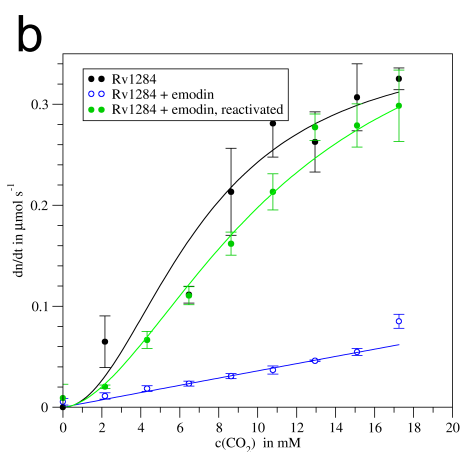 b
Rv1284
Rv1284 + emodin
Rv1284 + emodin, reactivated
dn/dt in µmol s⁻¹
0.3
0.2
0.1
0
0 2 4 6 8 10 12 14 16 18 20
c(CO₂) in mM